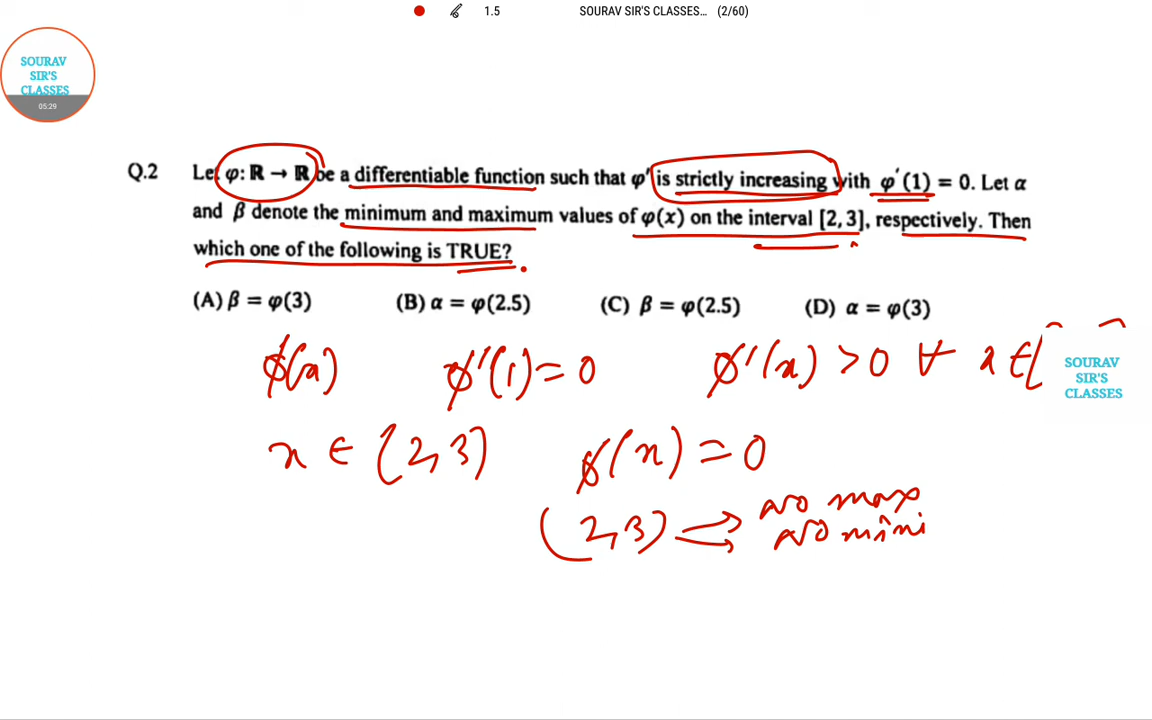 1.5 SOURAV SIR'S CLASSES... (2/60)
SOURAV
SIR'S
CLASSES
05:29
Q.2 Let φ: ℝ → ℝ be a differentiable function such that φ′ is strictly increasing with φ′(1) = 0. Let α
and β denote the minimum and maximum values of φ(x) on the interval [2, 3], respectively. Then
which one of the following is TRUE?
(A) β = φ(3) (B) α = φ(2.5) (C) β = φ(2.5) (D) α = φ(3)
φ(x) φ'(1) = 0 φ'(x) > 0 ∀ x ∈ [
SOURAV
SIR'S
CLASSES
x ∈ (2, 3) φ(x) = 0
(2, 3) → No max
No mini